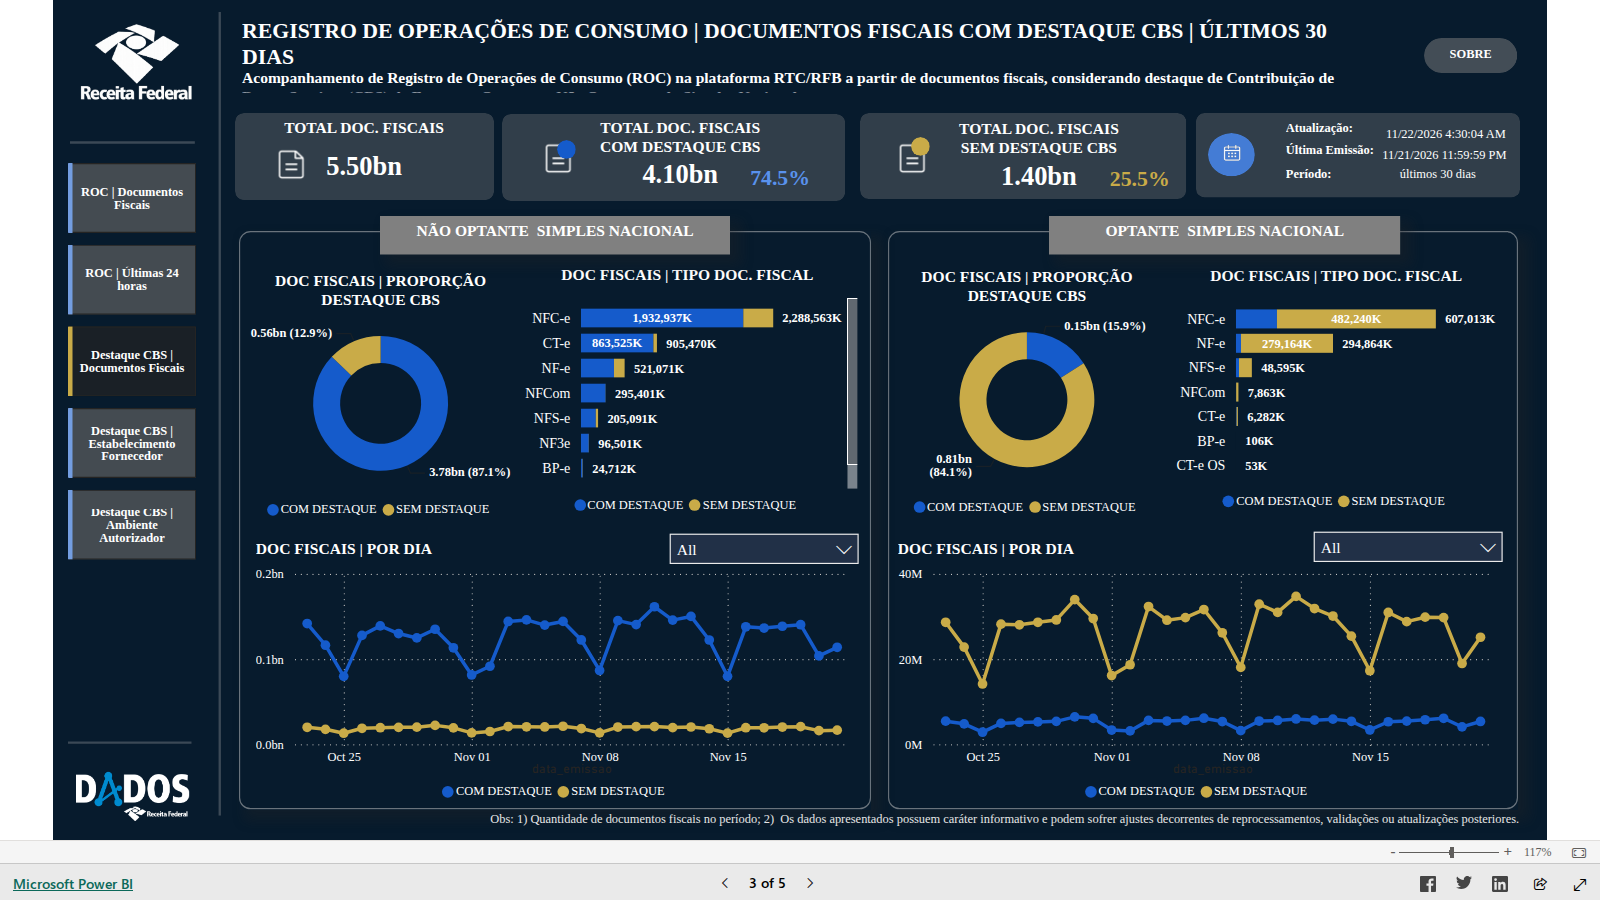 Receita Federal
REGISTRO DE OPERAÇÕES DE CONSUMO | DOCUMENTOS FISCAIS COM DESTAQUE CBS | ÚLTIMOS 30
DIAS
Acompanhamento de Registro de Operações de Consumo (ROC) na plataforma RTC/RFB a partir de documentos fiscais, considerando destaque de Contribuição de
SOBRE
TOTAL DOC. FISCAIS
5.50bn
TOTAL DOC. FISCAIS
COM DESTAQUE CBS
4.10bn 74.5%
TOTAL DOC. FISCAIS
SEM DESTAQUE CBS
1.40bn 25.5%
Atualização: 11/22/2026 4:30:04 AM
Última Emissão: 11/21/2026 11:59:59 PM
Período: últimos 30 dias
ROC | Documentos
Fiscais
ROC | Últimas 24
horas
Destaque CBS |
Documentos Fiscais
Destaque CBS |
Estabelecimento
Fornecedor
Destaque CBS |
Ambiente
Autorizador
DADOS
Receita Federal
NÃO OPTANTE  SIMPLES NACIONAL
DOC FISCAIS | PROPORÇÃO
DESTAQUE CBS
0.56bn (12.9%)
3.78bn (87.1%)
COM DESTAQUE SEM DESTAQUE
DOC FISCAIS | TIPO DOC. FISCAL
NFC-e 1,932,937K 2,288,563K
CT-e 863,525K 905,470K
NF-e 521,071K
NFCom 295,401K
NFS-e 205,091K
NF3e 96,501K
BP-e 24,712K
COM DESTAQUE SEM DESTAQUE
DOC FISCAIS | POR DIA
All
0.2bn
0.1bn
0.0bn
Oct 25 Nov 01 Nov 08 Nov 15
data_emissao
COM DESTAQUE SEM DESTAQUE
OPTANTE  SIMPLES NACIONAL
DOC FISCAIS | PROPORÇÃO
DESTAQUE CBS
0.15bn (15.9%)
0.81bn
(84.1%)
COM DESTAQUE SEM DESTAQUE
DOC FISCAIS | TIPO DOC. FISCAL
NFC-e 482,240K 607,013K
NF-e 279,164K 294,864K
NFS-e 48,595K
NFCom 7,863K
CT-e 6,282K
BP-e 106K
CT-e OS 53K
COM DESTAQUE SEM DESTAQUE
DOC FISCAIS | POR DIA
All
40M
20M
0M
Oct 25 Nov 01 Nov 08 Nov 15
data_emissao
COM DESTAQUE SEM DESTAQUE
Obs: 1) Quantidade de documentos fiscais no período; 2)  Os dados apresentados possuem caráter informativo e podem sofrer ajustes decorrentes de reprocessamentos, validações ou atualizações posteriores.
- + 117%
Microsoft Power BI
3 of 5